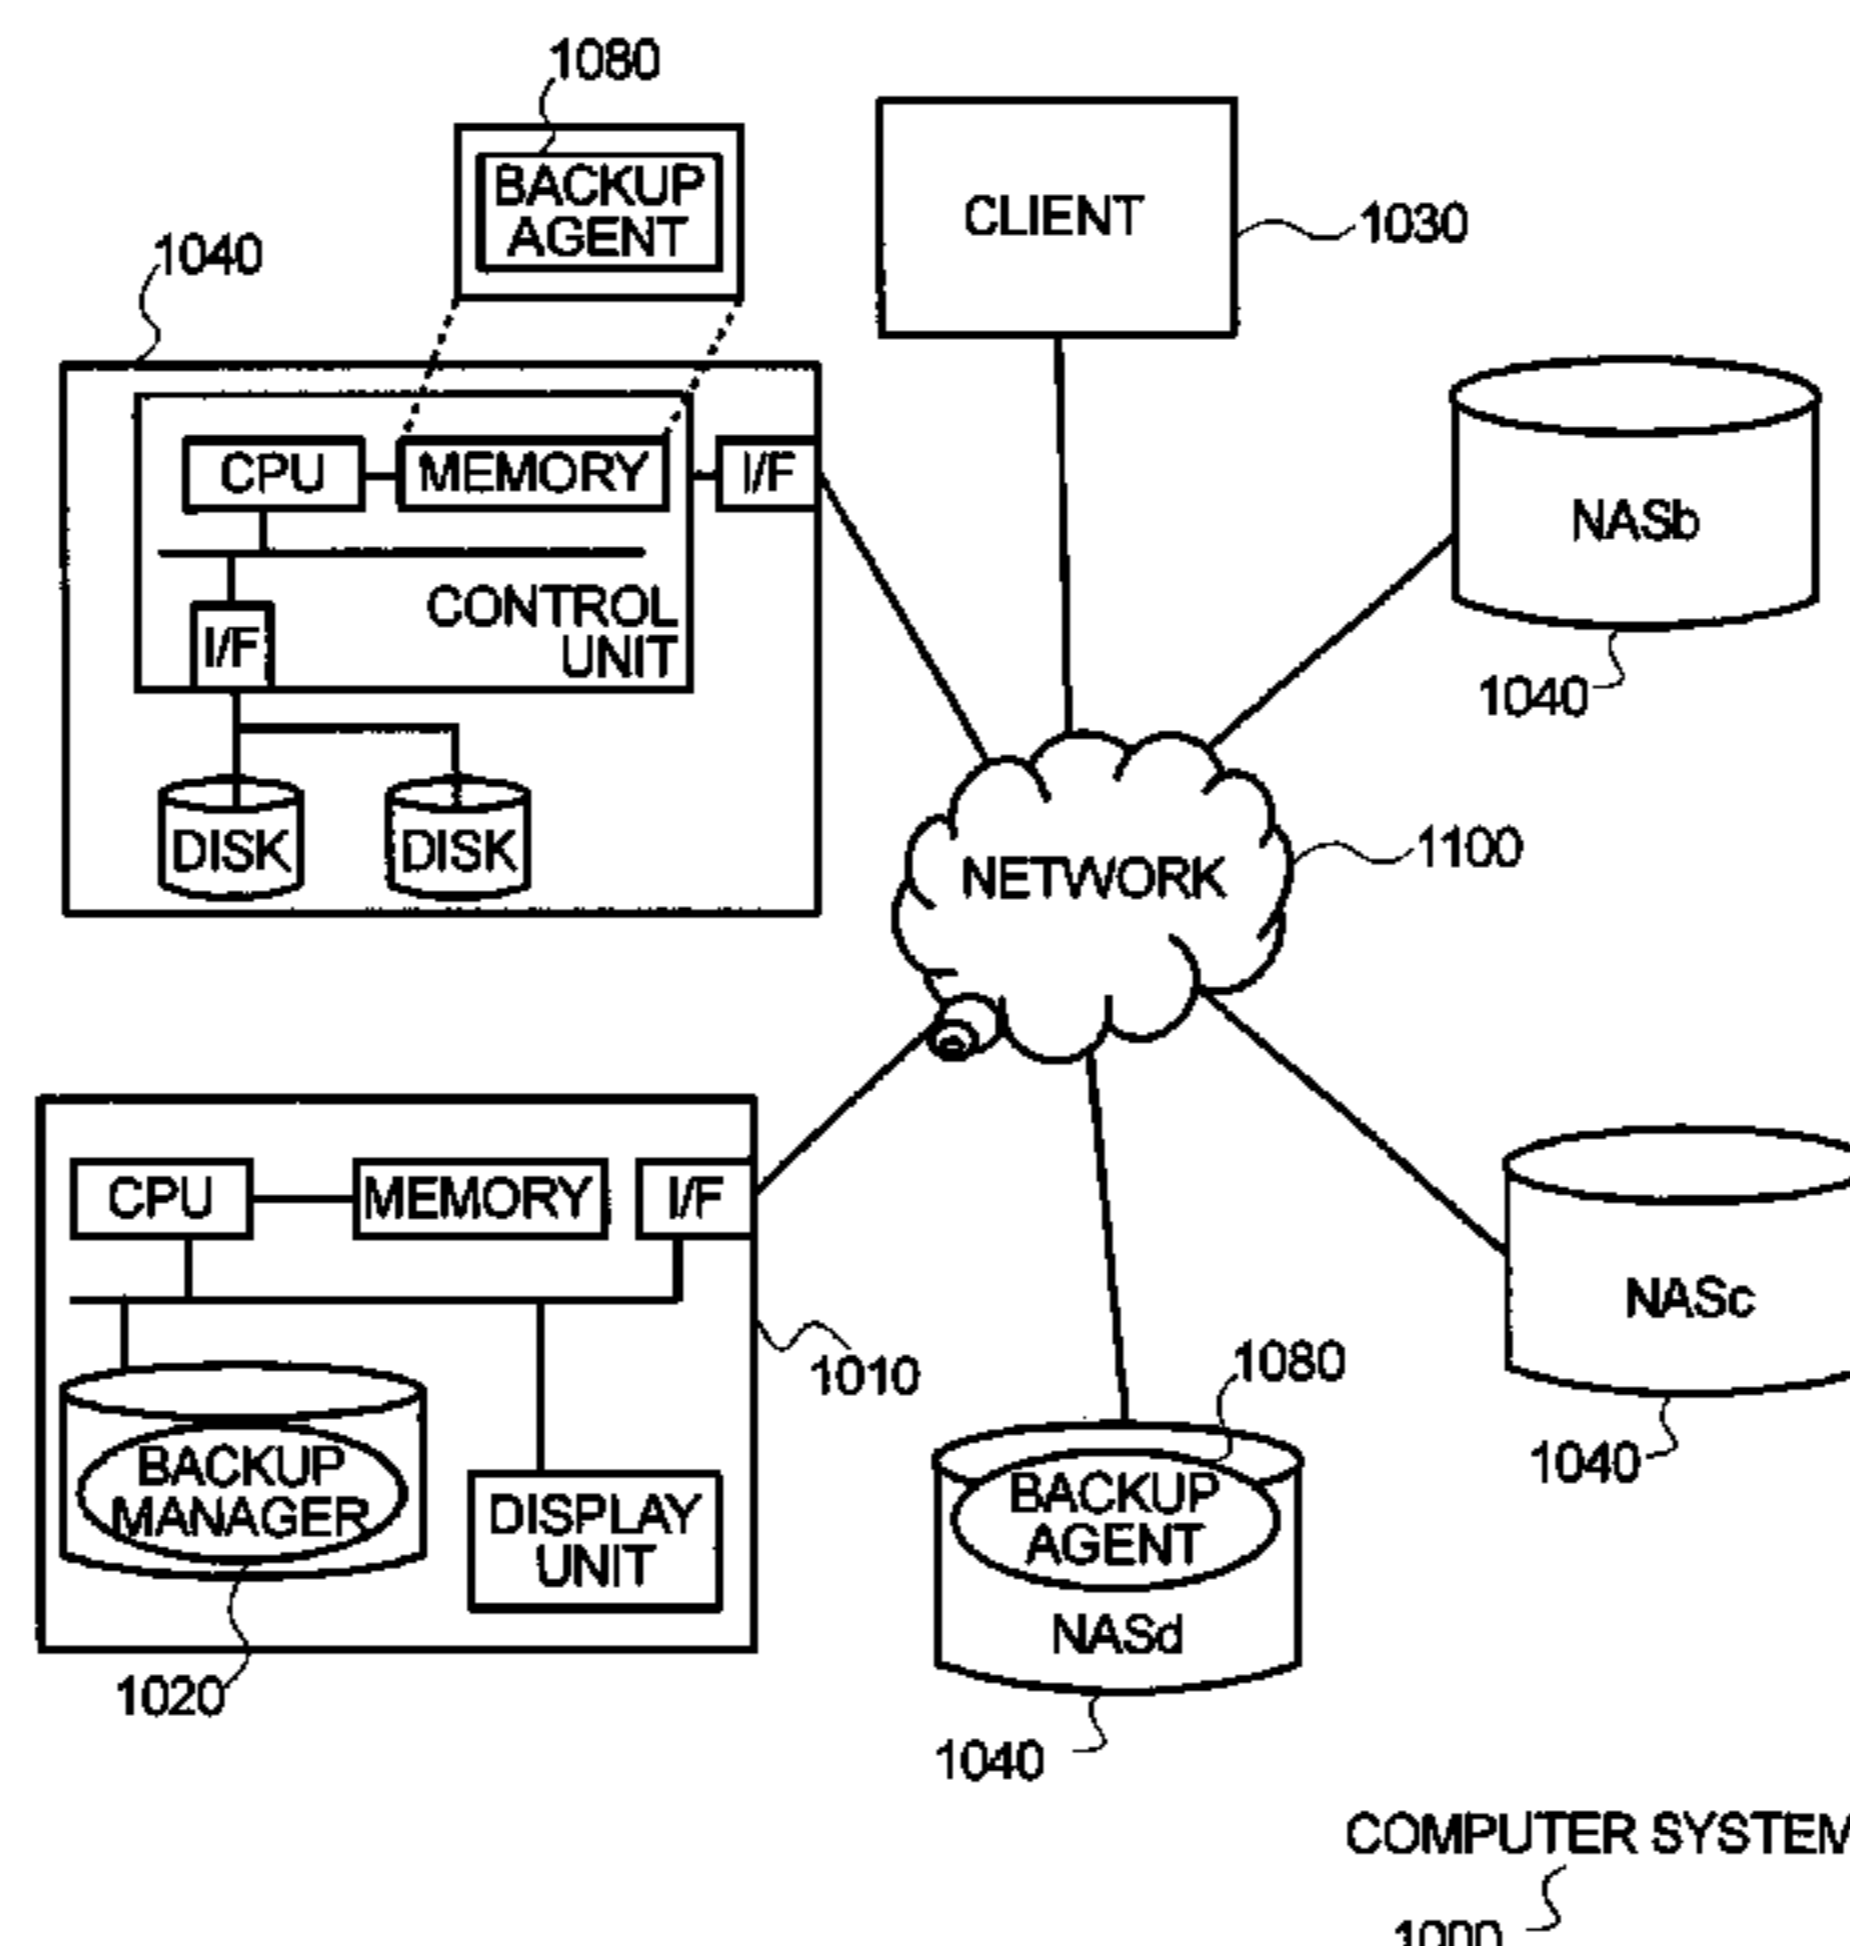 1080
BACKUP
AGENT
CLIENT
1030
1040
CPU
MEMORY
I/F
NASb
CONTROL
UNIT
I/F
1040
DISK
DISK
NETWORK
1100
CPU
MEMORY
I/F
NASc
1010
1080
BACKUP
MANAGER
DISPLAY
UNIT
BACKUP
AGENT
1040
NASd
1020
1040
COMPUTER SYSTEM
1000